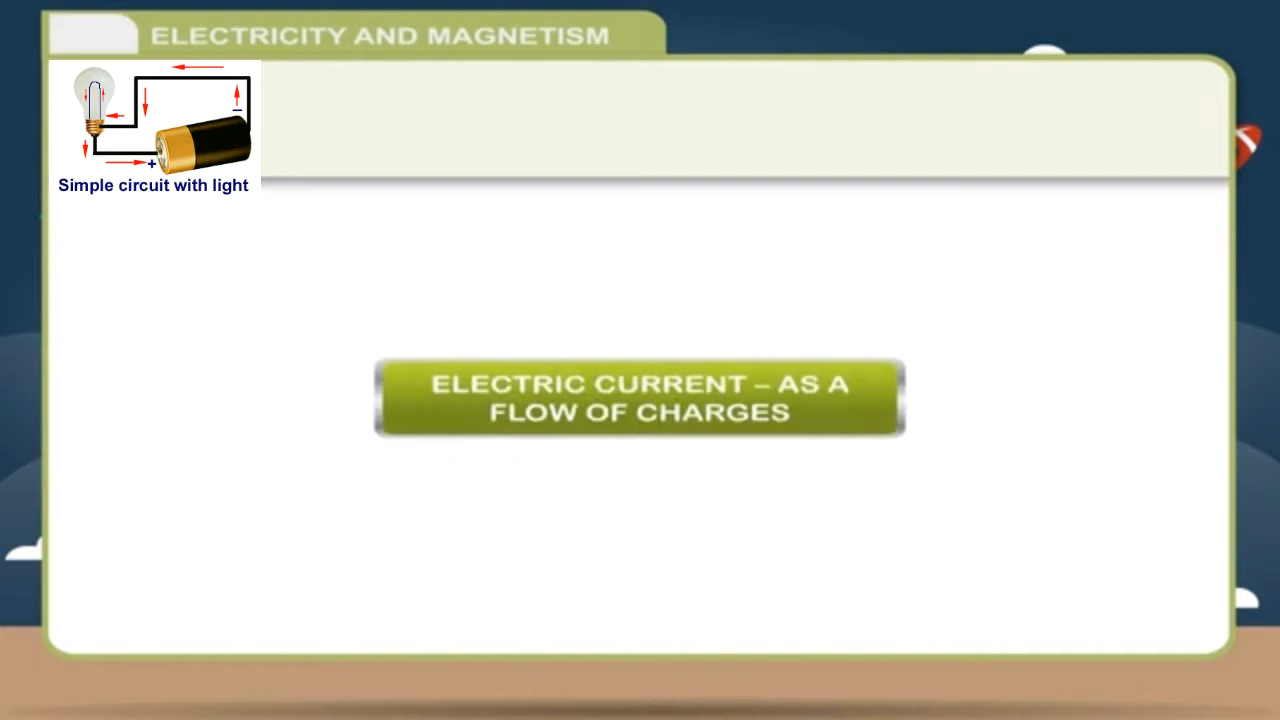 ELECTRICITY AND MAGNETISM
–
+
Simple circuit with light
ELECTRIC CURRENT – AS A
FLOW OF CHARGES